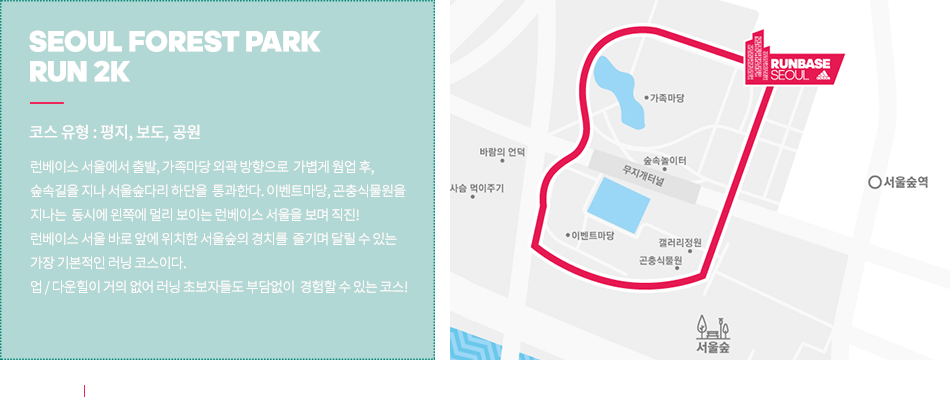 SEOUL FOREST PARK
RUN 2K
코스 유형 : 평지, 보도, 공원
런베이스 서울에서 출발, 가족마당 외곽 방향으로 가볍게 웜업 후,
숲속길을 지나 서울숲다리 하단을 통과한다. 이벤트마당, 곤충식물원을
지나는 동시에 왼쪽에 멀리 보이는 런베이스 서울을 보며 직진!
런베이스 서울 바로 앞에 위치한 서울숲의 경치를 즐기며 달릴 수 있는
가장 기본적인 러닝 코스이다.
업 / 다운힐이 거의 없어 러닝 초보자들도 부담없이 경험할 수 있는 코스!
RUNBASE
SEOUL
adidas
가족마당
바람의 언덕
숲속놀이터
무지개터널
사슴 먹이주기
서울숲역
이벤트마당
갤러리정원
곤충식물원
서울숲